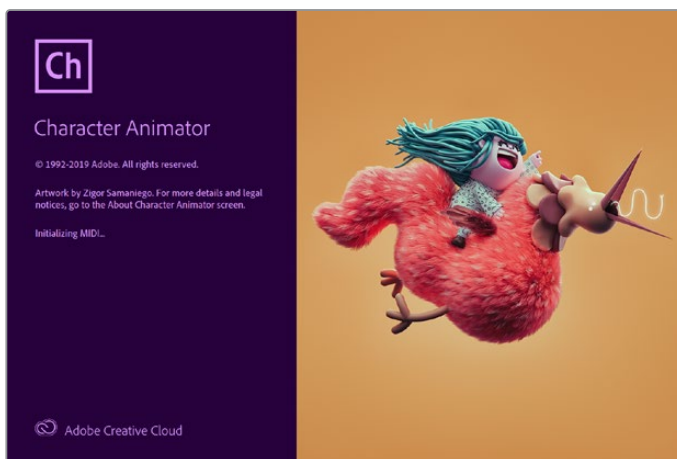 Ch
Character Animator
© 1992-2019 Adobe. All rights reserved.
Artwork by Zigor Samaniego. For more details and legal
notices, go to the About Character Animator screen.
Initializing MIDI...
Adobe Creative Cloud